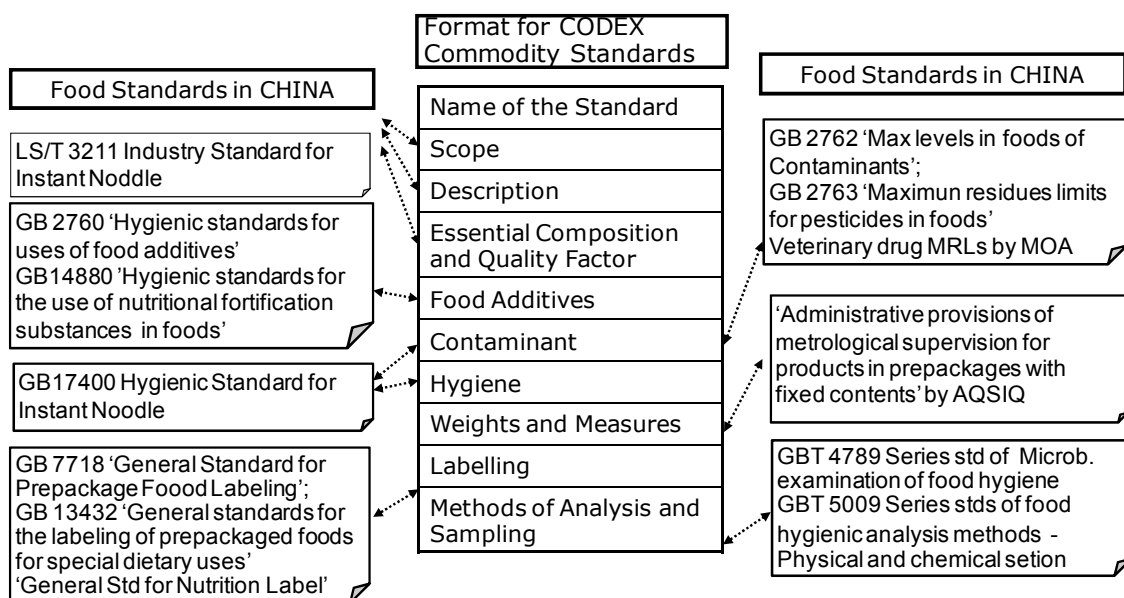 Format for CODEX
Commodity Standards
Food Standards in CHINA
LS/T 3211 Industry Standard for
Instant Noddle
GB 2760 ‘Hygienic standards for
uses of food additives’
GB14880 ’Hygienic standards for
the use of nutritional fortification
substances in foods’
GB17400 Hygienic Standard for
Instant Noodle
GB 7718 ‘General Standard for
Prepackage Foood Labeling’;
GB 13432 ‘General standards for
the labeling of prepackaged foods
for special dietary uses’
‘General Std for Nutrition Label’
Name of the Standard
Scope
Description
Essential Composition
and Quality Factor
Food Additives
Contaminant
Hygiene
Weights and Measures
Labelling
Methods of Analysis and
Sampling
Food Standards in CHINA
GB 2762 ‘Max levels in foods of
Contaminants’;
GB 2763 ‘Maximun residues limits
for pesticides in foods’
Veterinary drug MRLs by MOA
‘Administrative provisions of
metrological supervision for
products in prepackages with
fixed contents’ by AQSIQ
GBT 4789 Series std of Microb.
examination of food hygiene
GBT 5009 Series stds of food
hygienic analysis methods -
Physical and chemical setion